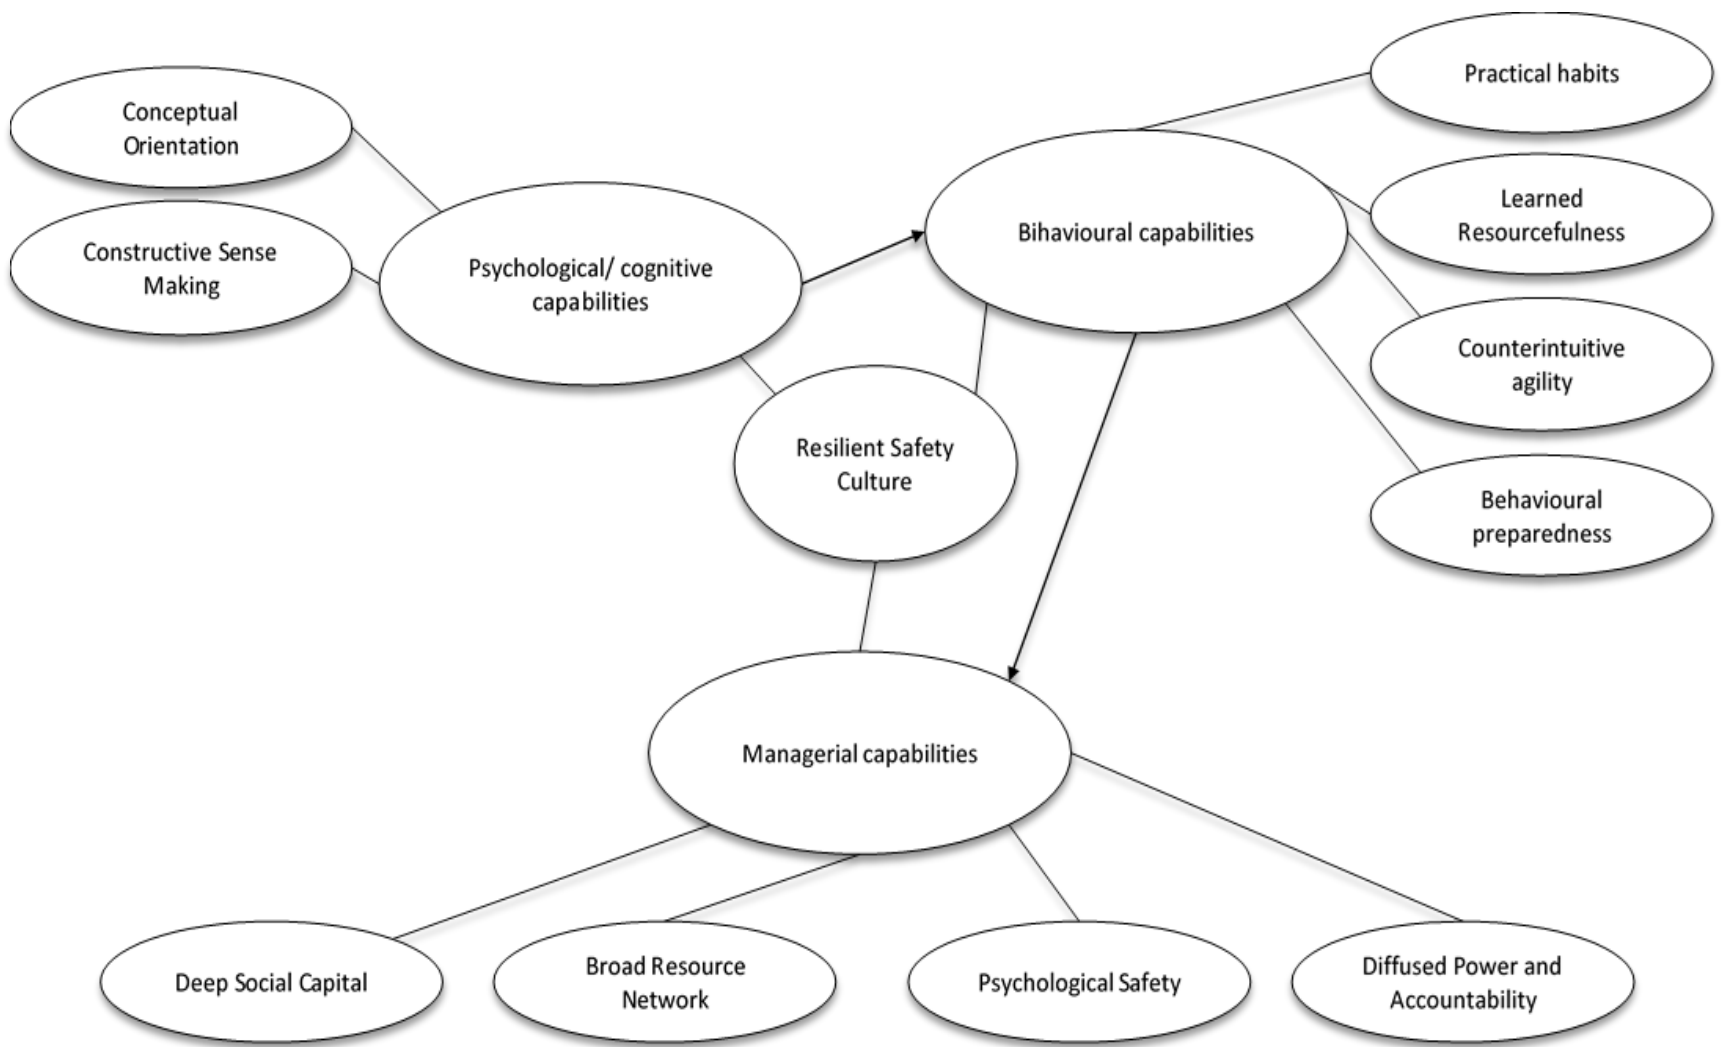 Practical habits
Conceptual
Orientation
Learned
Resourcefulness
Bihavioural capabilities
Constructive Sense
Making
Psychological/ cognitive
capabilities
Counterintuitive
agility
Resilient Safety
Culture
Behavioural
preparedness
Managerial capabilities
Deep Social Capital
Broad Resource
Network
Psychological Safety
Diffused Power and
Accountability